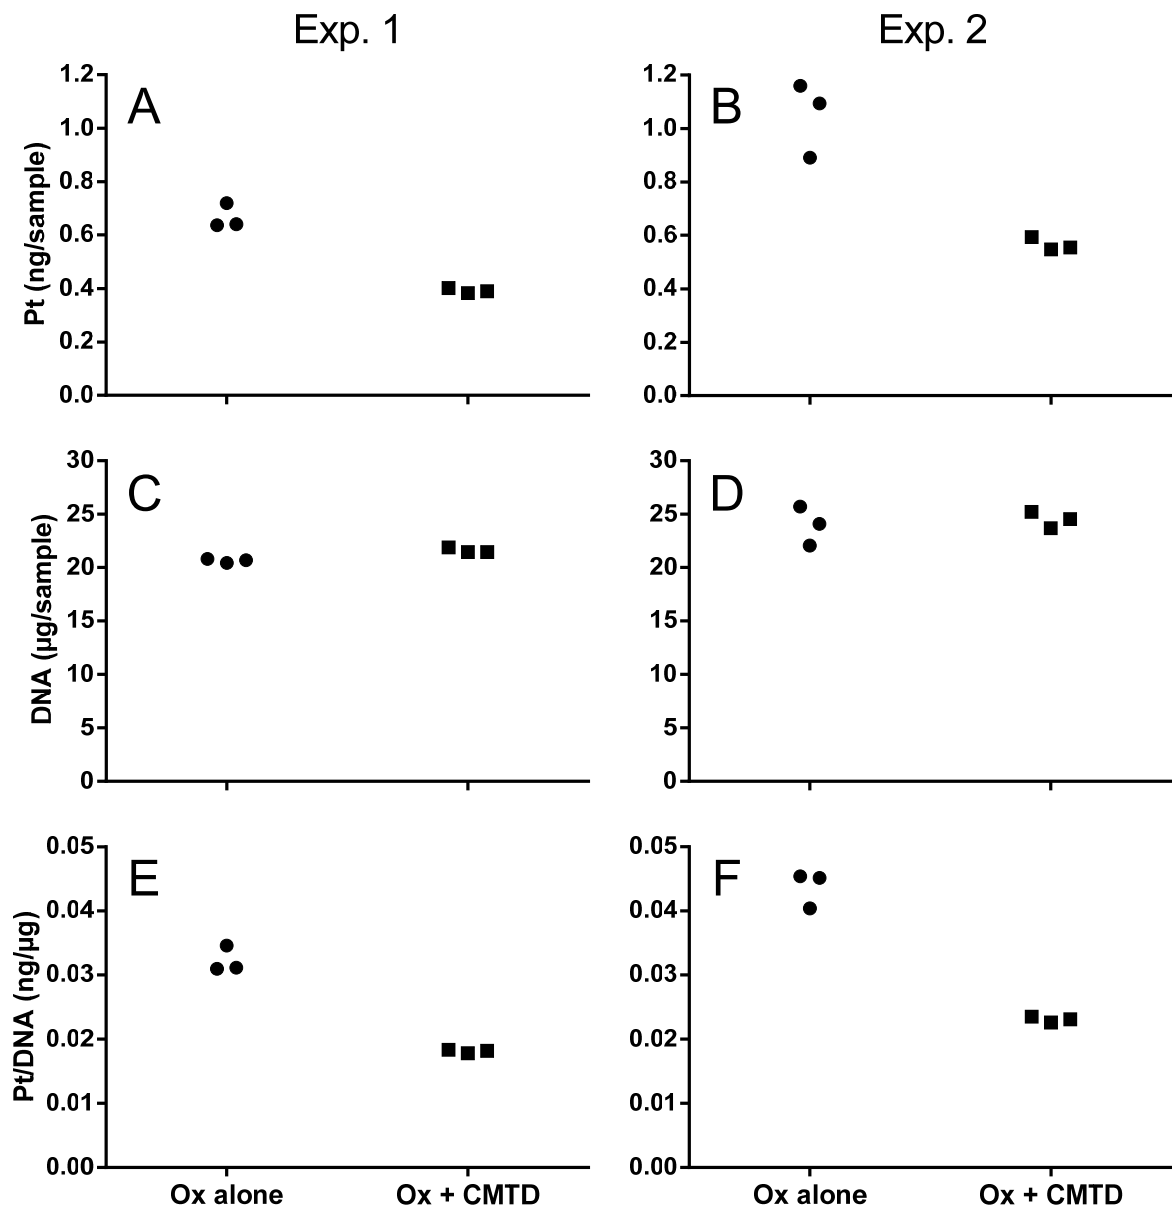 Exp. 1
Exp. 2
A
Pt (ng/sample)
1.2
1.0
0.8
0.6
0.4
0.2
0.0
B
1.2
1.0
0.8
0.6
0.4
0.2
0.0
C
DNA (µg/sample)
30
25
20
15
10
5
0
D
30
25
20
15
10
5
0
E
Pt/DNA (ng/µg)
0.05
0.04
0.03
0.02
0.01
0.00
Ox alone
Ox + CMTD
F
0.05
0.04
0.03
0.02
0.01
0.00
Ox alone
Ox + CMTD